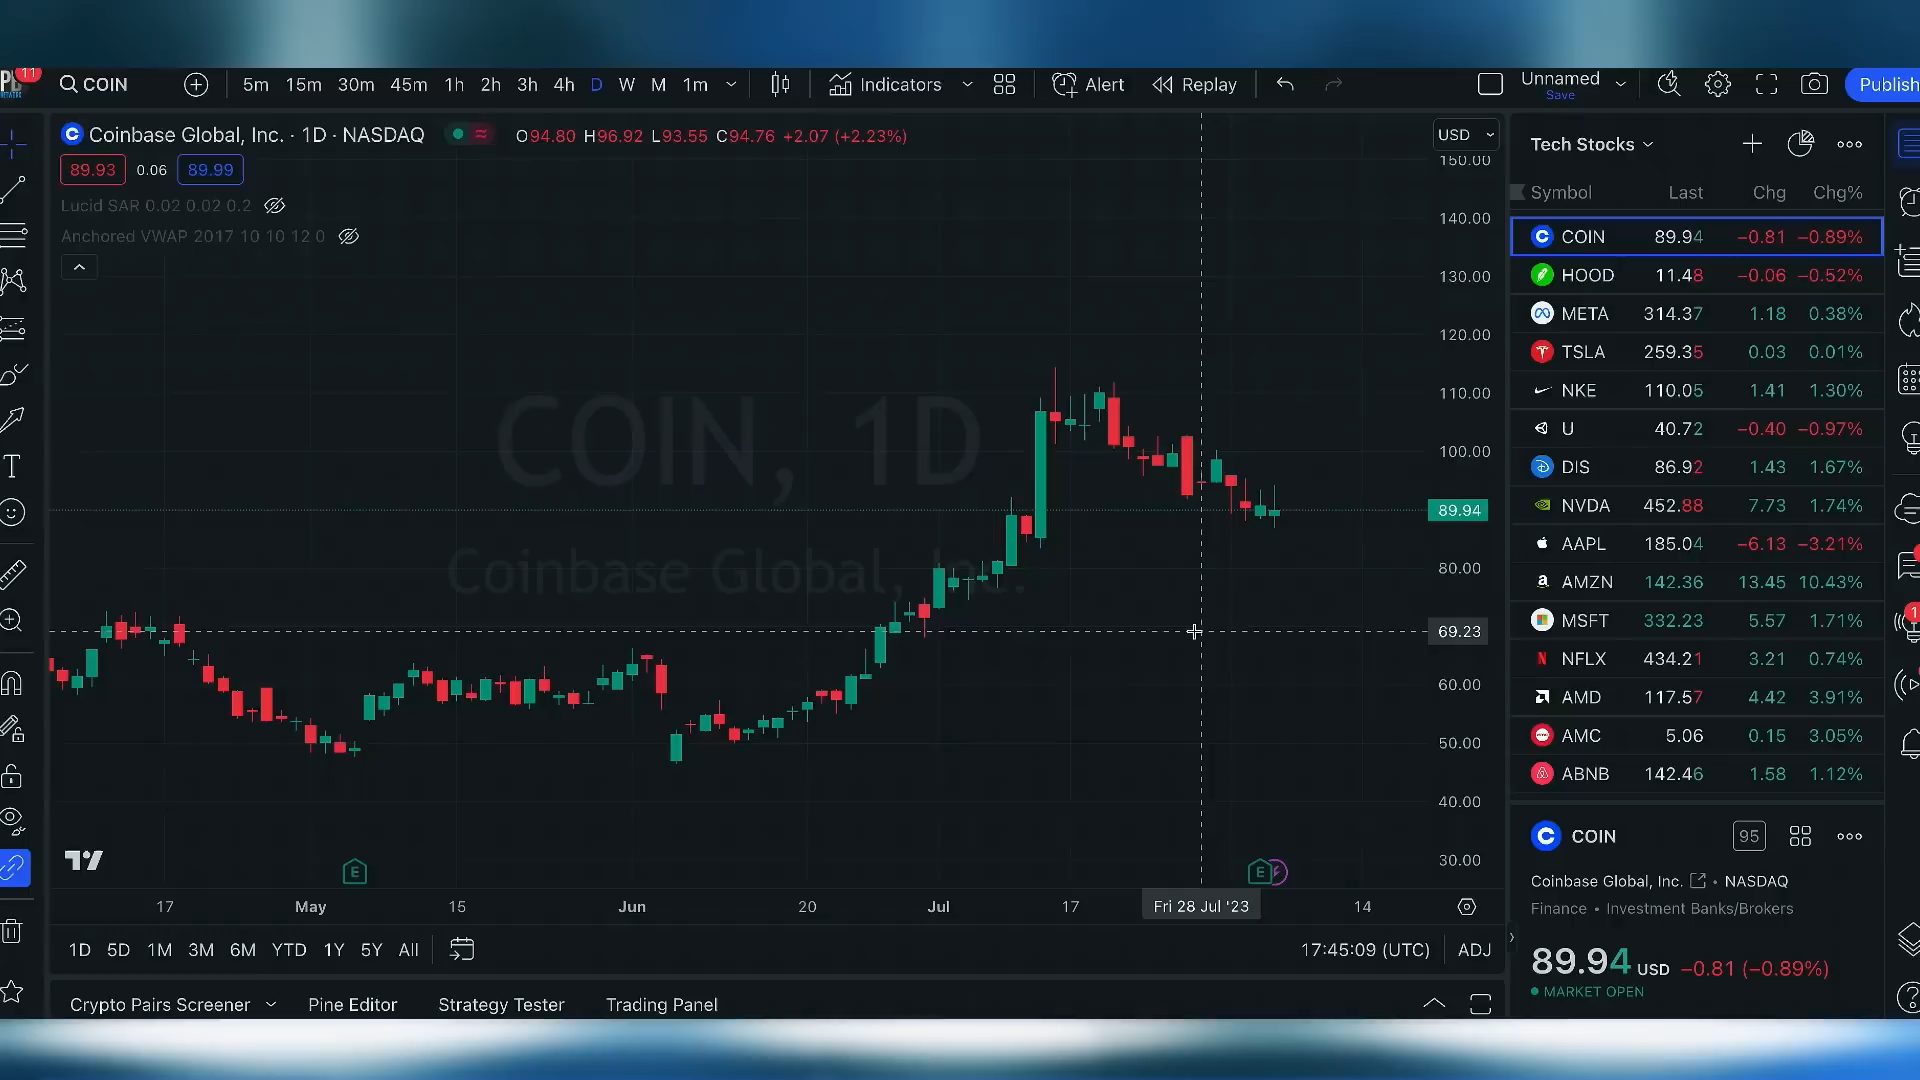 11
COIN 5m 15m 30m 45m 1h 2h 3h 4h D W M 1m Indicators Alert Replay Unnamed Publish
Save
Coinbase Global, Inc. · 1D · NASDAQ O94.80 H96.92 L93.55 C94.76 +2.07 (+2.23%)
89.93 0.06 89.99
Lucid SAR 0.02 0.02 0.2
Anchored VWAP 2017 10 10 12 0
COIN, 1D
Coinbase Global, Inc.
USD
150.00
140.00
130.00
120.00
110.00
100.00
89.94
80.00
69.23
60.00
50.00
40.00
30.00
E E
17 May 15 Jun 20 Jul 17 Fri 28 Jul '23 14
1D 5D 1M 3M 6M YTD 1Y 5Y All 17:45:09 (UTC) ADJ
Crypto Pairs Screener Pine Editor Strategy Tester Trading Panel
Tech Stocks
Symbol Last Chg Chg%
COIN 89.94 −0.81 −0.89%
HOOD 11.48 −0.06 −0.52%
META 314.37 1.18 0.38%
TSLA 259.35 0.03 0.01%
NKE 110.05 1.41 1.30%
U 40.72 −0.40 −0.97%
DIS 86.92 1.43 1.67%
NVDA 452.88 7.73 1.74%
AAPL 185.04 −6.13 −3.21%
AMZN 142.36 13.45 10.43%
MSFT 332.23 5.57 1.71%
NFLX 434.21 3.21 0.74%
AMD 117.57 4.42 3.91%
AMC 5.06 0.15 3.05%
ABNB 142.46 1.58 1.12%
COIN 95
Coinbase Global, Inc. • NASDAQ
Finance • Investment Banks/Brokers
89.94 USD −0.81 (−0.89%)
MARKET OPEN